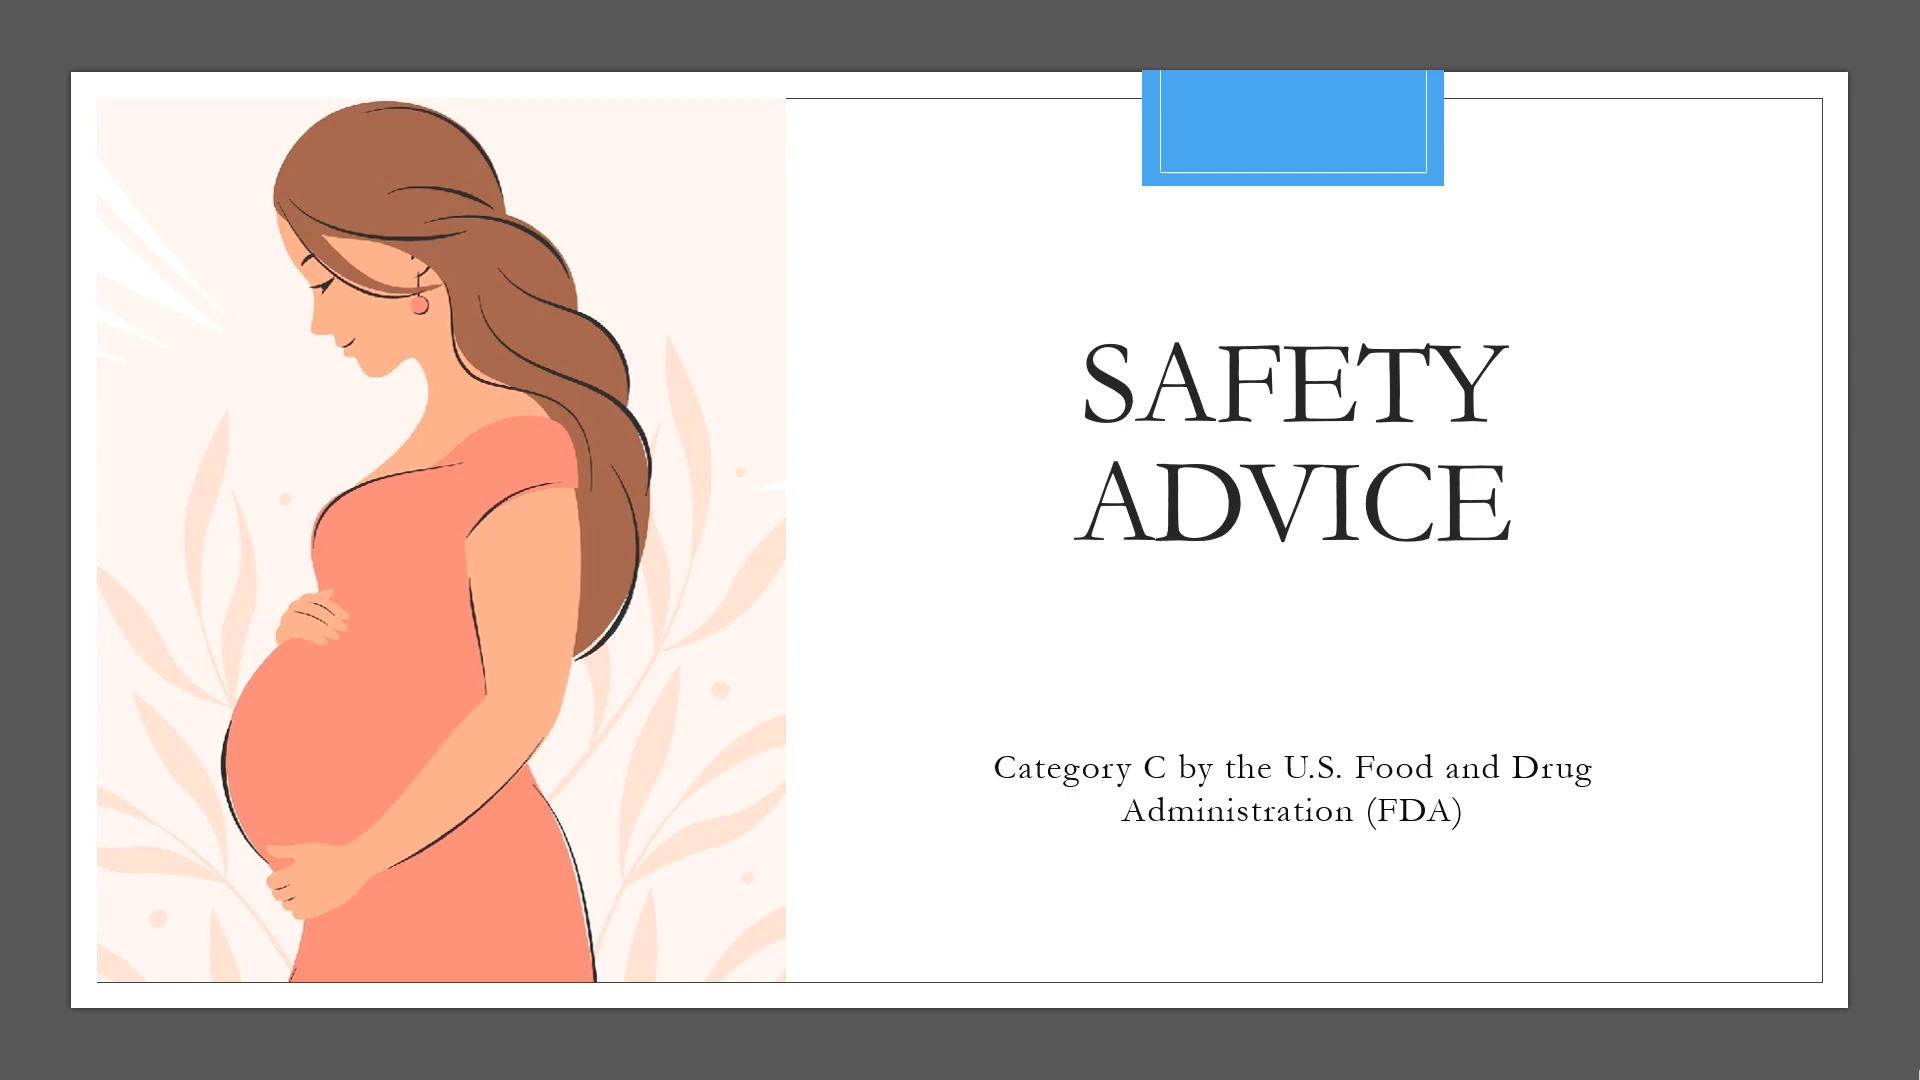 SAFETY
ADVICE
Category C by the U.S. Food and Drug
Administration (FDA)